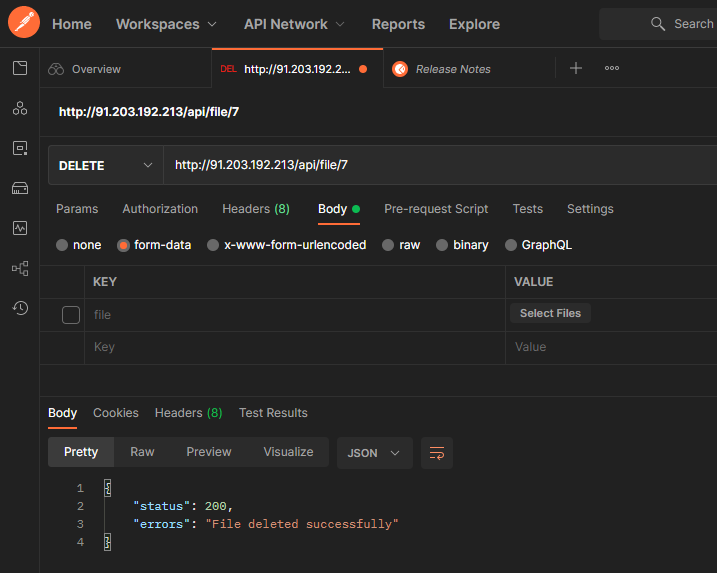 Home Workspaces API Network Reports Explore Search
Overview DEL http://91.203.192.2... Release Notes
http://91.203.192.213/api/file/7
DELETE http://91.203.192.213/api/file/7
Params Authorization Headers (8) Body Pre-request Script Tests Settings
none form-data x-www-form-urlencoded raw binary GraphQL
KEY VALUE
file Select Files
Key Value
Body Cookies Headers (8) Test Results
Pretty Raw Preview Visualize JSON
1 {
2 "status": 200,
3 "errors": "File deleted successfully"
4 }